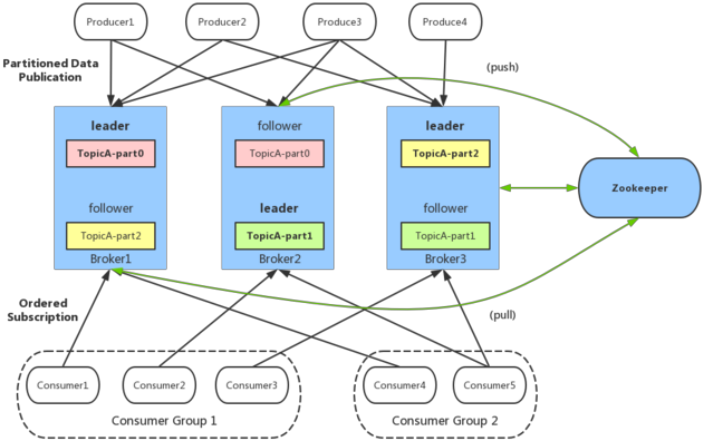 Producer1
Producer2
Produce3
Produce4
Partitioned Data
Publication
(push)
leader
TopicA-part0
follower
TopicA-part2
Broker1
follower
TopicA-part0
leader
TopicA-part1
Broker2
leader
TopicA-part2
follower
TopicA-part1
Broker3
Zookeeper
Ordered
Subscription
(pull)
Consumer1
Consumer2
Consumer3
Consumer Group 1
Consumer4
Consumer5
Consumer Group 2